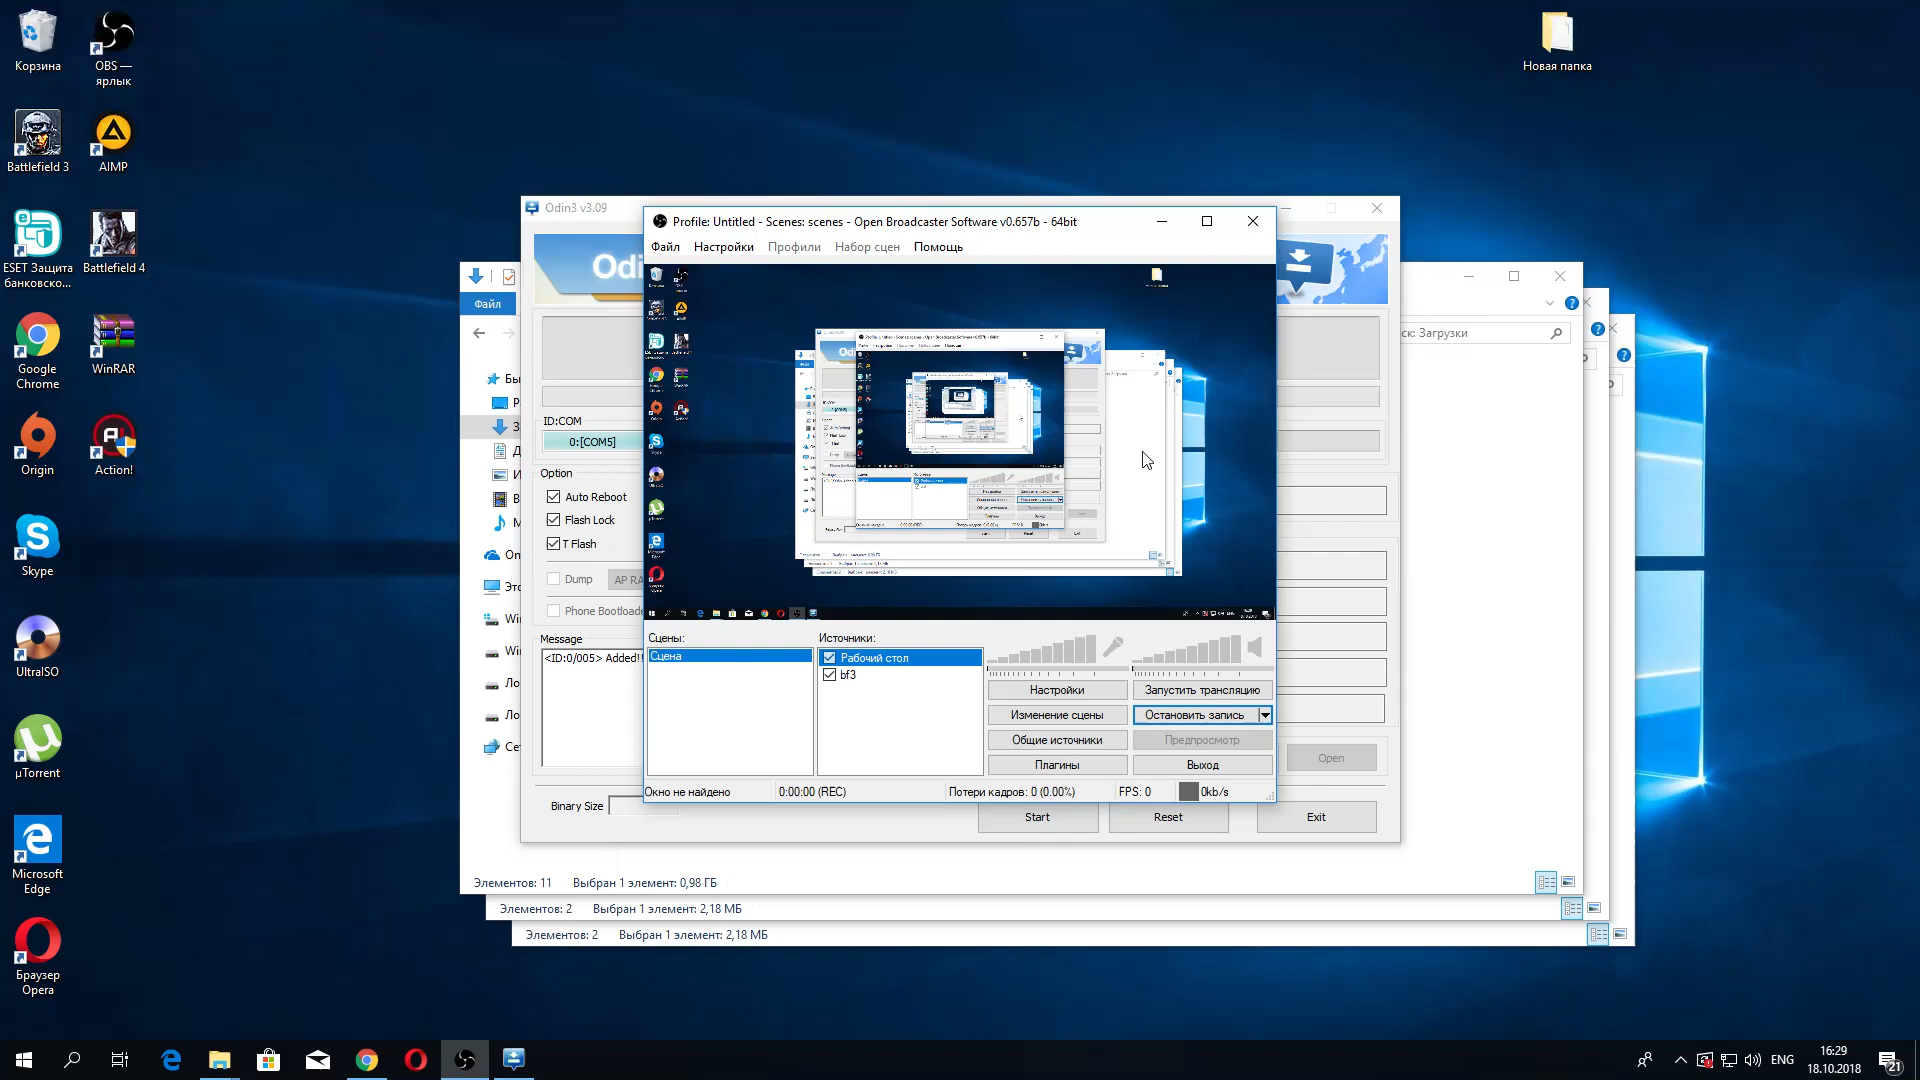 Корзина
OBS —
ярлык
Battlefield 3
AIMP
ESET Защита
банковско...
Battlefield 4
Google
Chrome
WinRAR
Origin
Action!
Skype
UltraISO
µTorrent
Microsoft
Edge
Браузер
Opera
Новая папка
Odin3 v3.09
Profile: Untitled - Scenes: scenes - Open Broadcaster Software v0.657b - 64bit
Файл Настройки Профили Набор сцен Помощь
Файл
ID:COM
0:[COM5]
Option
Auto Reboot
Flash Lock
T Flash
Dump
Phone Bootloade
Message
<ID:0/005> Added!!
Binary Size
Сцены:
Сцена
Источники:
Рабочий стол
bf3
Настройки
Запустить трансляцию
Изменение сцены
Остановить запись
Общие источники
Предпросмотр
Плагины
Выход
Окно не найдено
0:00:00 (REC)
Потери кадров: 0 (0.00%)
FPS: 0
0kb/s
Open
Start
Reset
Exit
Загрузки
Элементов: 11 Выбран 1 элемент: 0,98 ГБ
Элементов: 2 Выбран 1 элемент: 2,18 МБ
Элементов: 2 Выбран 1 элемент: 2,18 МБ
ENG
16:29
18.10.2018
21